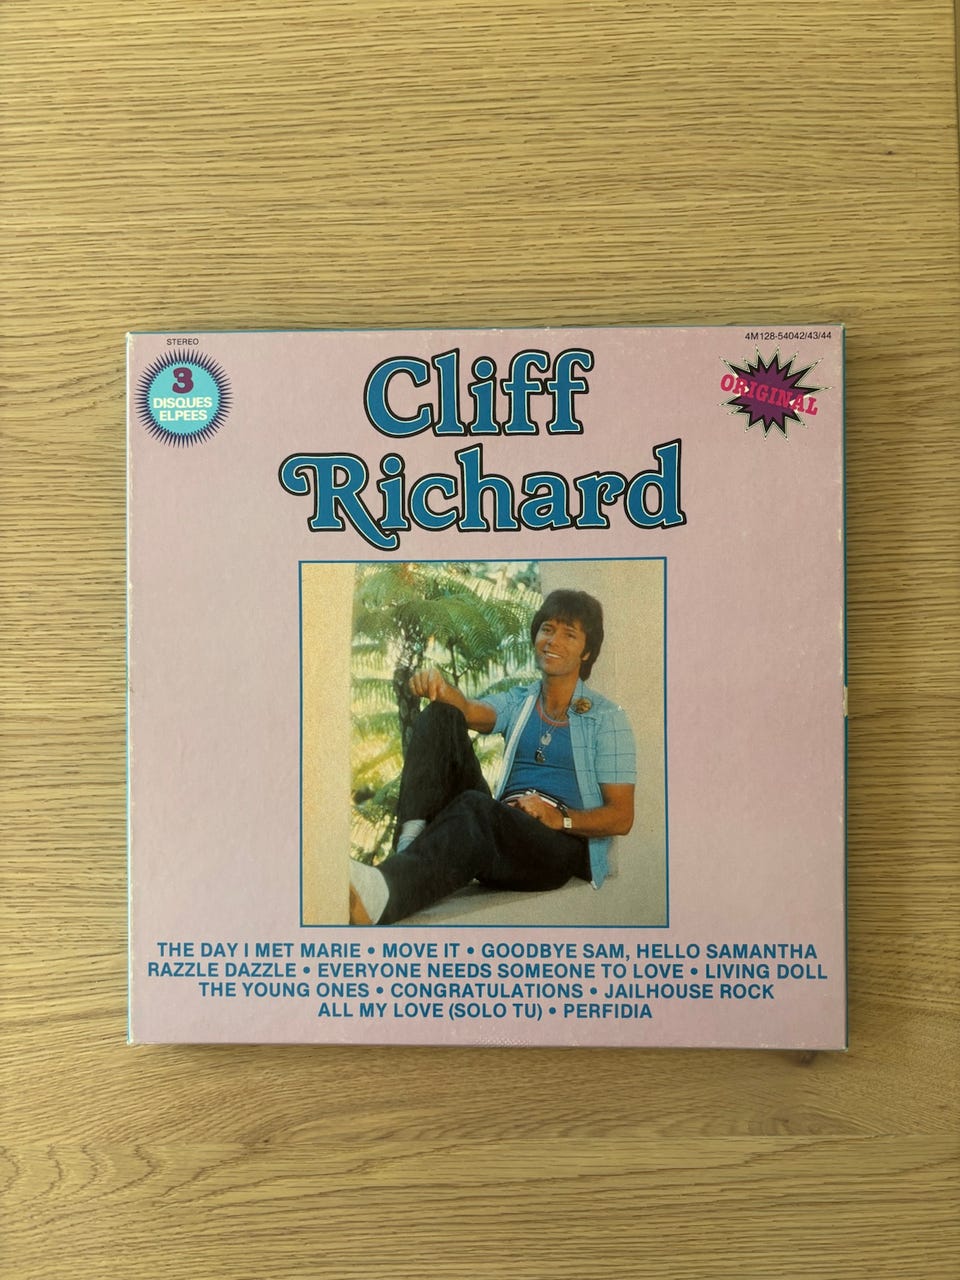 STEREO
4M128-54042/43/44
3
DISQUES
ELPEES
Cliff
Richard
ORIGINAL
THE DAY I MET MARIE • MOVE IT • GOODBYE SAM, HELLO SAMANTHA
RAZZLE DAZZLE • EVERYONE NEEDS SOMEONE TO LOVE • LIVING DOLL
THE YOUNG ONES • CONGRATULATIONS • JAILHOUSE ROCK
ALL MY LOVE (SOLO TU) • PERFIDIA